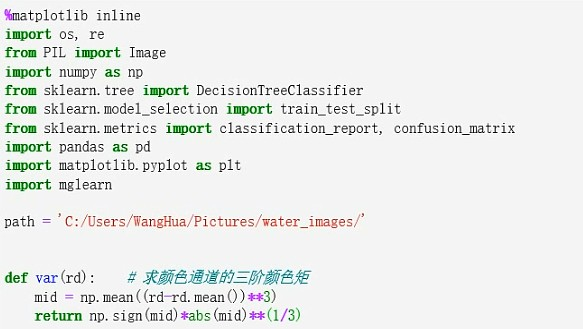 %matplotlib inline
import os, re
from PIL import Image
import numpy as np
from sklearn.tree import DecisionTreeClassifier
from sklearn.model_selection import train_test_split
from sklearn.metrics import classification_report, confusion_matrix
import pandas as pd
import matplotlib.pyplot as plt
import mglearn
path = 'C:/Users/WangHua/Pictures/water_images/'
def var(rd):    # 求颜色通道的三阶颜色矩
    mid = np.mean((rd-rd.mean())**3)
    return np.sign(mid)*abs(mid)**(1/3)